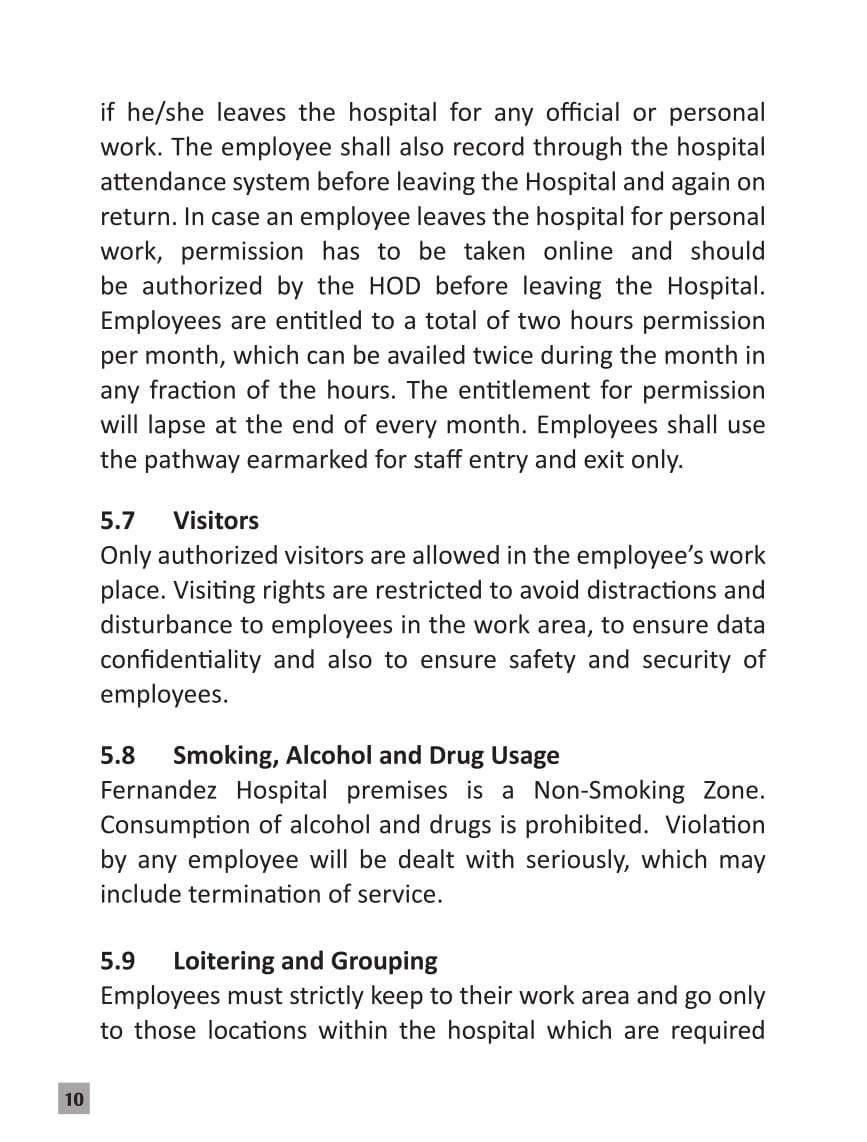 if he/she leaves the hospital for any official or personal
work. The employee shall also record through the hospital
attendance system before leaving the Hospital and again on
return. In case an employee leaves the hospital for personal
work, permission has to be taken online and should
be authorized by the HOD before leaving the Hospital.
Employees are entitled to a total of two hours permission
per month, which can be availed twice during the month in
any fraction of the hours. The entitlement for permission
will lapse at the end of every month. Employees shall use
the pathway earmarked for staff entry and exit only.
5.7 Visitors
Only authorized visitors are allowed in the employee’s work
place. Visiting rights are restricted to avoid distractions and
disturbance to employees in the work area, to ensure data
confidentiality and also to ensure safety and security of
employees.
5.8 Smoking, Alcohol and Drug Usage
Fernandez Hospital premises is a Non-Smoking Zone.
Consumption of alcohol and drugs is prohibited. Violation
by any employee will be dealt with seriously, which may
include termination of service.
5.9 Loitering and Grouping
Employees must strictly keep to their work area and go only
to those locations within the hospital which are required
10